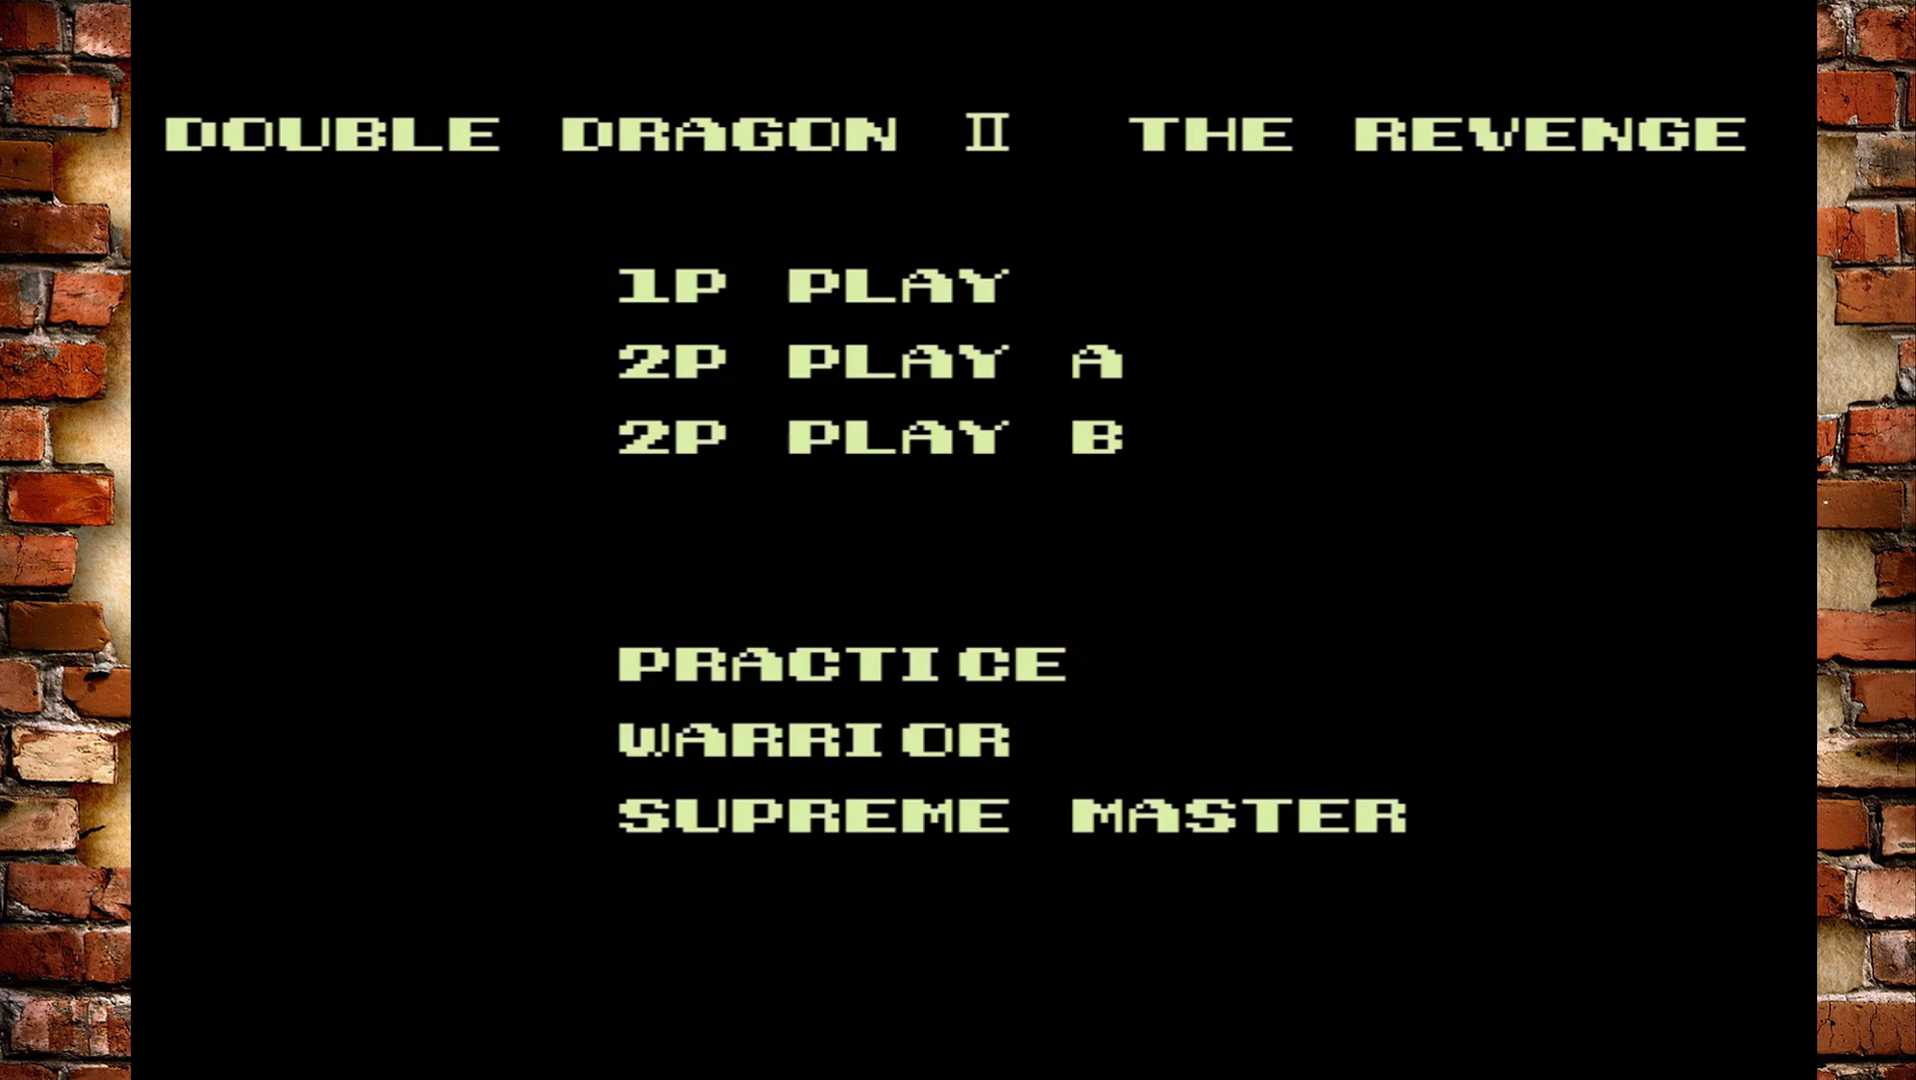 DOUBLE DRAGON II THE REVENGE
1P PLAY
2P PLAY A
2P PLAY B
PRACTICE
WARRIOR
SUPREME MASTER